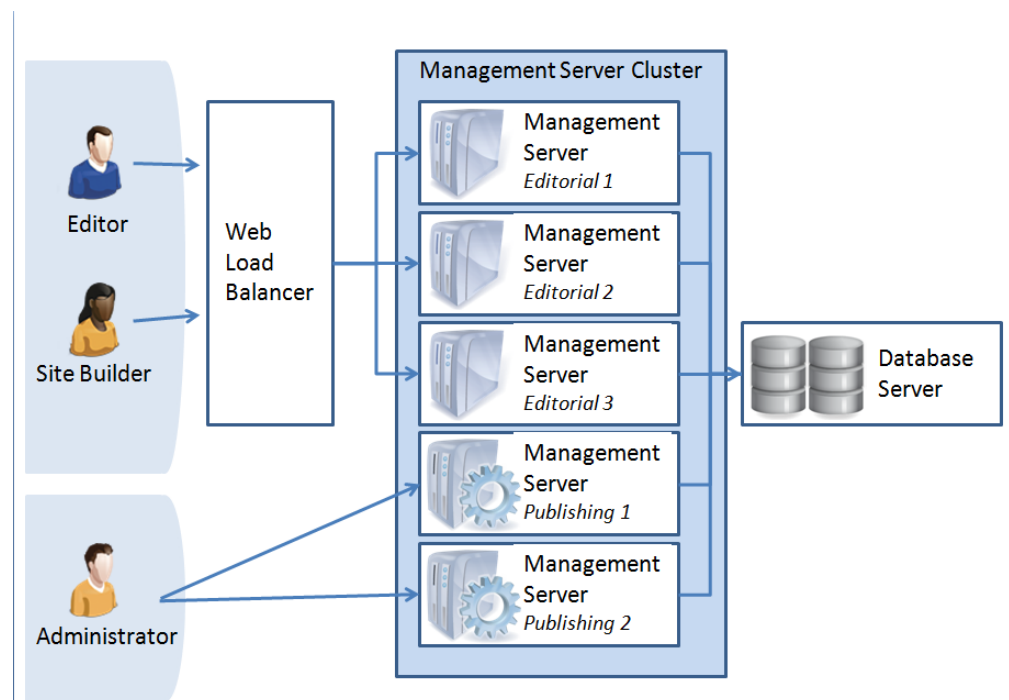 Management Server Cluster
Editor
Site Builder
Administrator
Web
Load
Balancer
Management
Server
Editorial 1
Management
Server
Editorial 2
Management
Server
Editorial 3
Management
Server
Publishing 1
Management
Server
Publishing 2
Database
Server